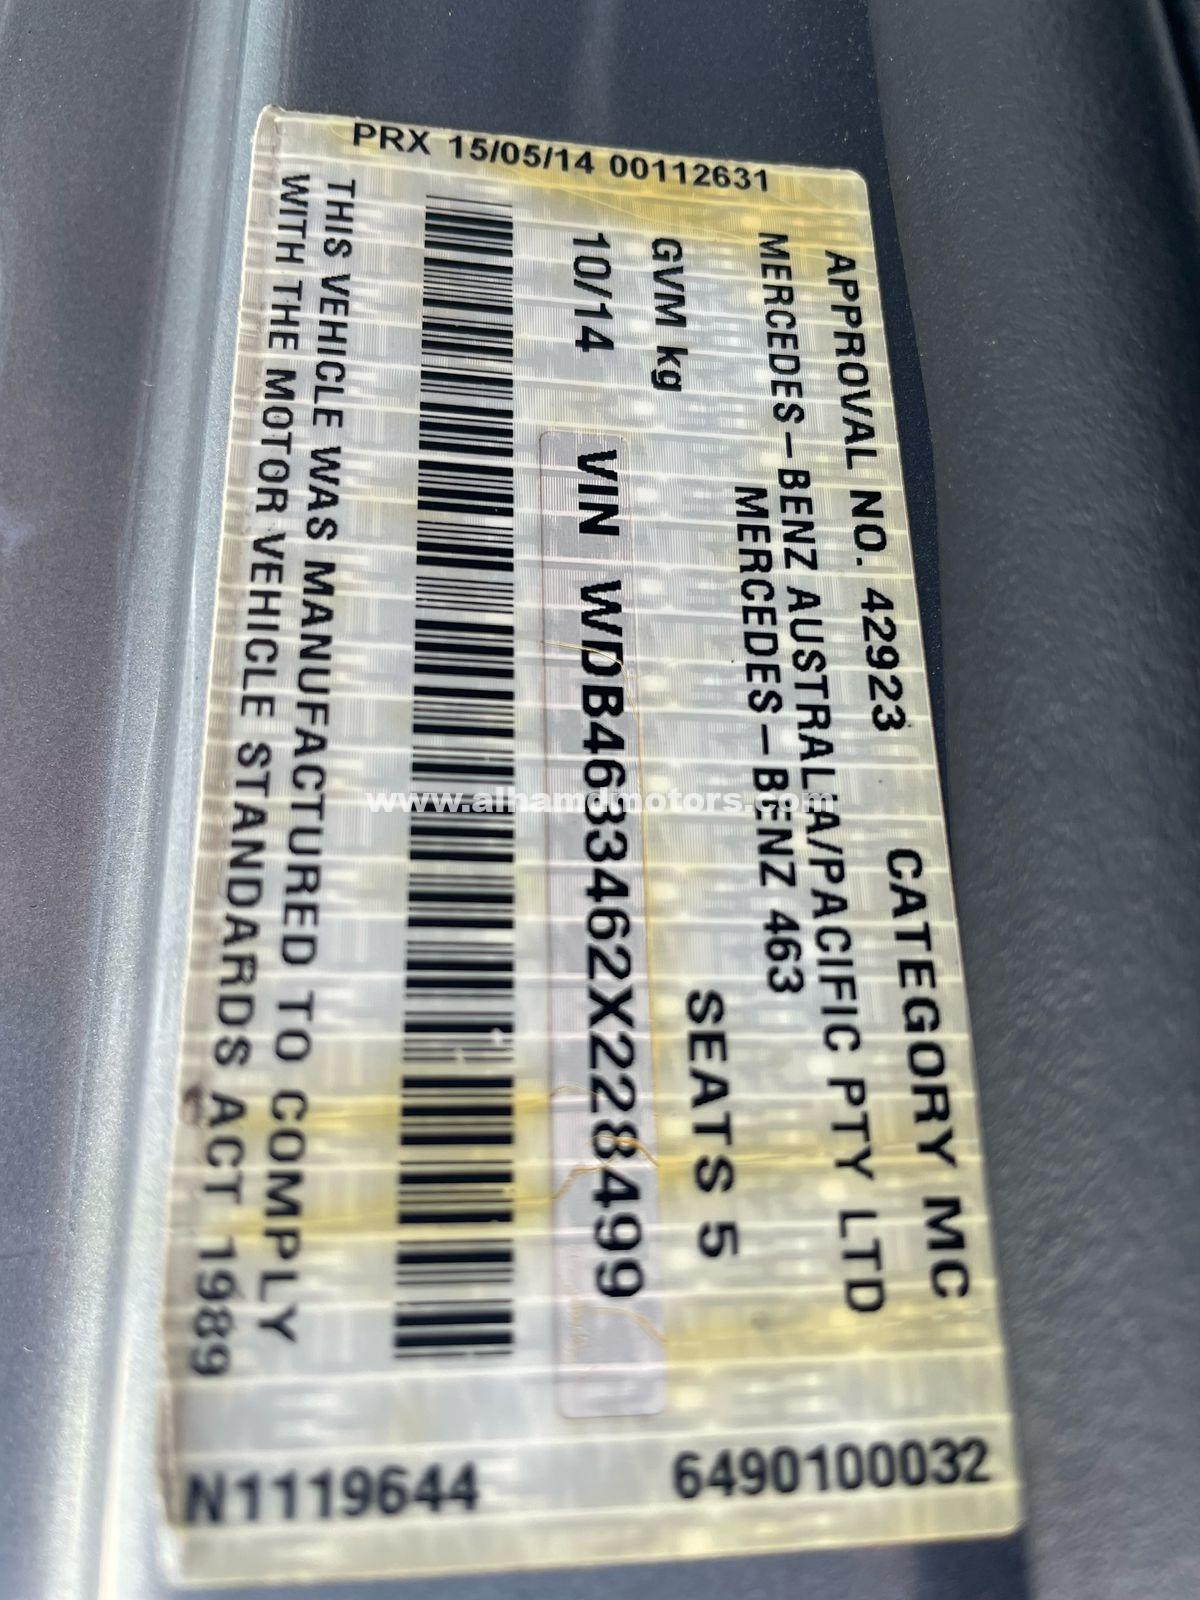 PRX 15/05/14 00112631
APPROVAL NO. 42923 CATEGORY MC
MERCEDES-BENZ AUSTRALIA/PACIFIC PTY LTD
MERCEDES-BENZ 463
GVM kg SEATS 5
10/14 VIN WDB4633462X228499
THIS VEHICLE WAS MANUFACTURED TO COMPLY
WITH THE MOTOR VEHICLE STANDARDS ACT 1989
N1119644 6490100032
www.alhamdmotors.com